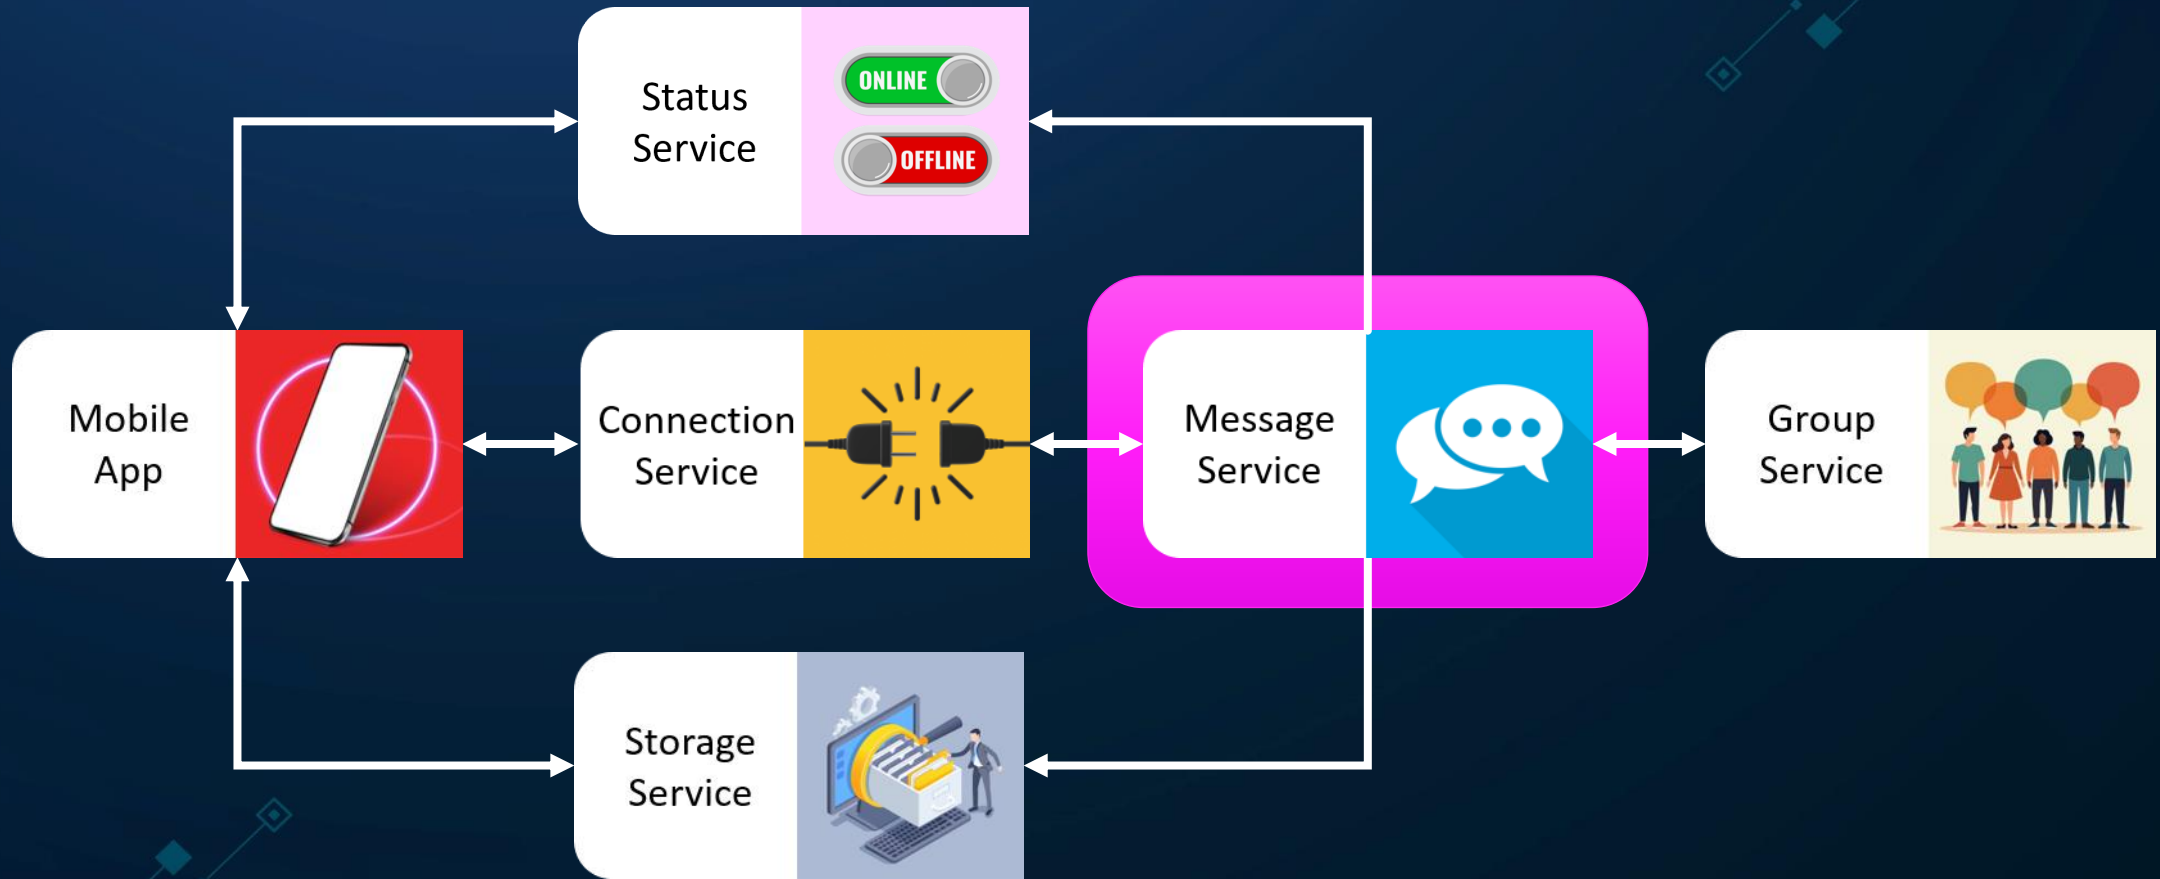 Status
Service
ONLINE
OFFLINE
Mobile
App
Connection
Service
Message
Service
Group
Service
Storage
Service